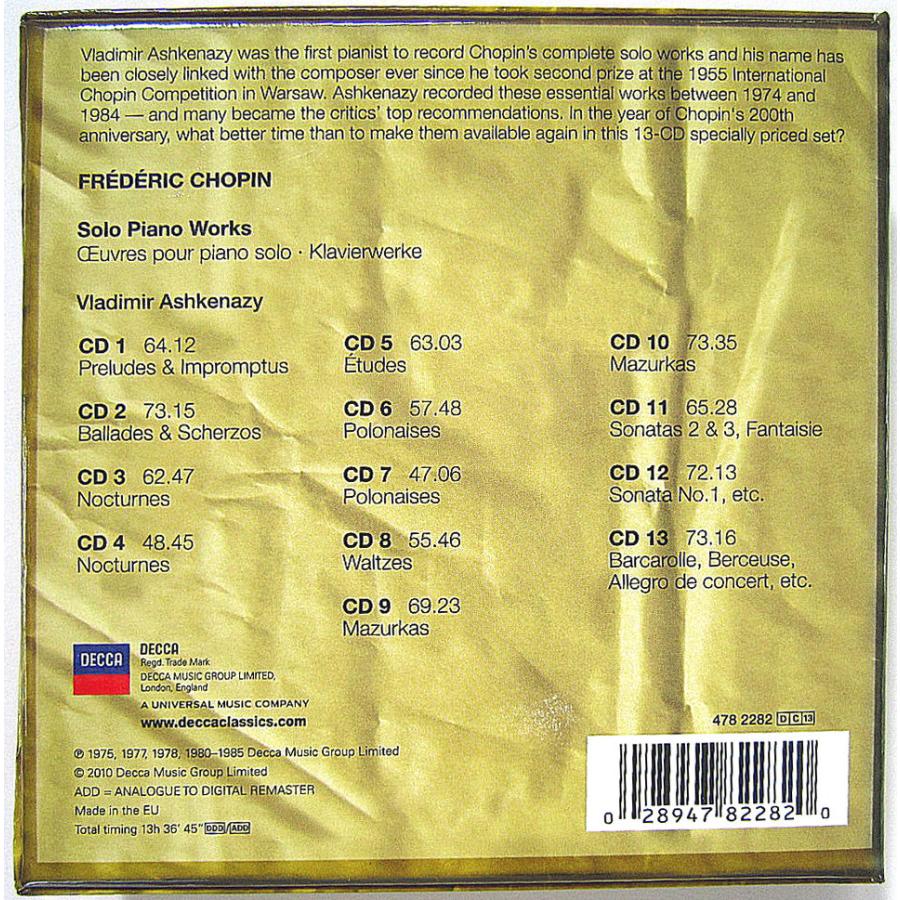 Vladimir Ashkenazy was the first pianist to record Chopin's complete solo works and his name has
been closely linked with the composer ever since he took second prize at the 1955 International
Chopin Competition in Warsaw. Ashkenazy recorded these essential works between 1974 and
1984 — and many became the critics' top recommendations. In the year of Chopin's 200th
anniversary, what better time than to make them available again in this 13-CD specially priced set?
FRÉDÉRIC CHOPIN
Solo Piano Works
Œuvres pour piano solo · Klavierwerke
Vladimir Ashkenazy
CD 1 64.12
Preludes & Impromptus
CD 2 73.15
Ballades & Scherzos
CD 3 62.47
Nocturnes
CD 4 48.45
Nocturnes
CD 5 63.03
Études
CD 6 57.48
Polonaises
CD 7 47.06
Polonaises
CD 8 55.46
Waltzes
CD 9 69.23
Mazurkas
CD 10 73.35
Mazurkas
CD 11 65.28
Sonatas 2 & 3, Fantaisie
CD 12 72.13
Sonata No.1, etc.
CD 13 73.16
Barcarolle, Berceuse,
Allegro de concert, etc.
DECCA
DECCA
Regd. Trade Mark
DECCA MUSIC GROUP LIMITED,
London, England
A UNIVERSAL MUSIC COMPANY
www.deccaclassics.com
℗ 1975, 1977, 1978, 1980–1985 Decca Music Group Limited
© 2010 Decca Music Group Limited
ADD = ANALOGUE TO DIGITAL REMASTER
Made in the EU
Total timing 13h 36' 45" DDD/ADD
478 2282 D C 13
0 28947 82282 0